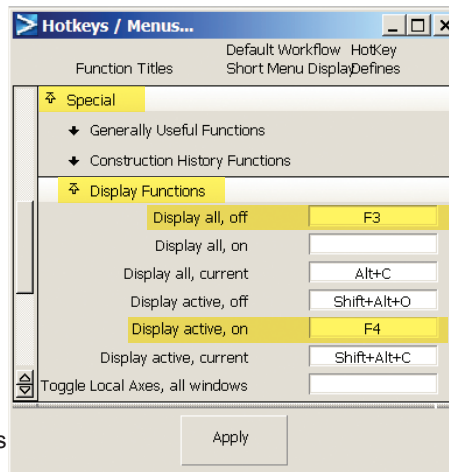 Hotkeys / Menus...
Default Workflow HotKey
Function Titles Short Menu Display Defines
Special
Generally Useful Functions
Construction History Functions
Display Functions
Display all, off F3
Display all, on
Display all, current Alt+C
Display active, off Shift+Alt+O
Display active, on F4
Display active, current Shift+Alt+C
Toggle Local Axes, all windows
Apply
s